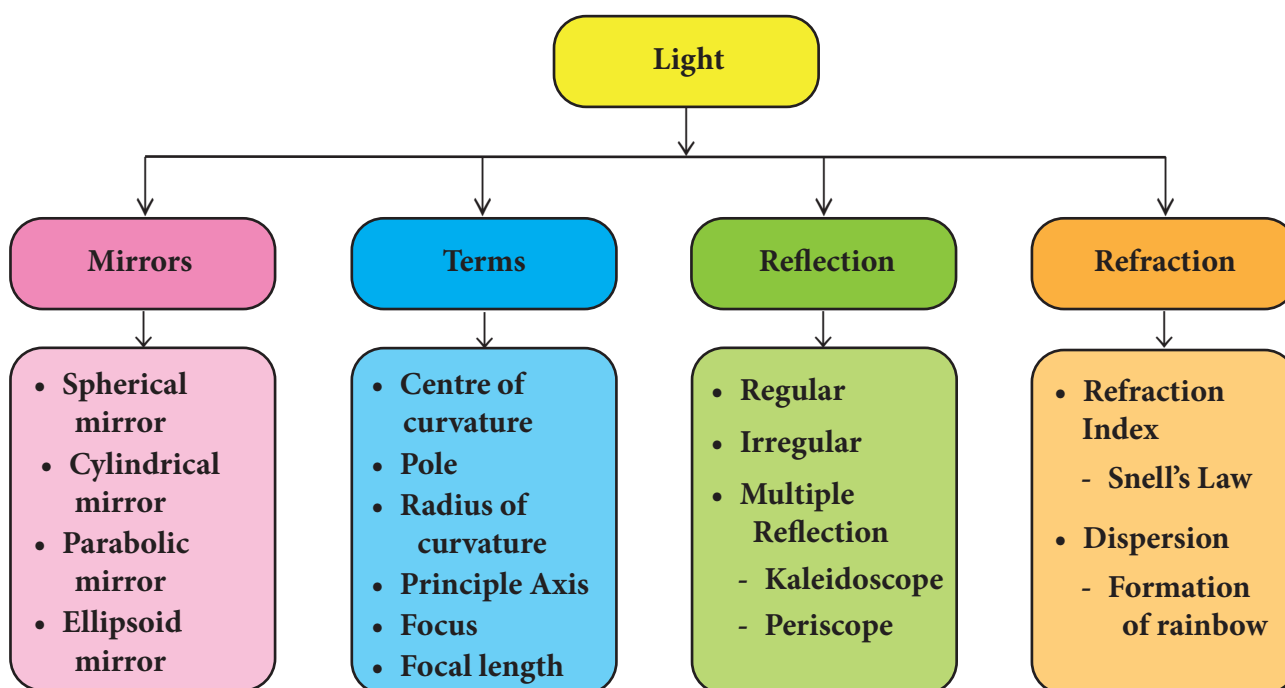 Light
Mirrors
• Spherical
mirror
• Cylindrical
mirror
• Parabolic
mirror
• Ellipsoid
mirror
Terms
• Centre of
curvature
• Pole
• Radius of
curvature
• Principle Axis
• Focus
• Focal length
Reflection
• Regular
• Irregular
• Multiple
Reflection
- Kaleidoscope
- Periscope
Refraction
• Refraction
Index
- Snell’s Law
• Dispersion
- Formation
of rainbow